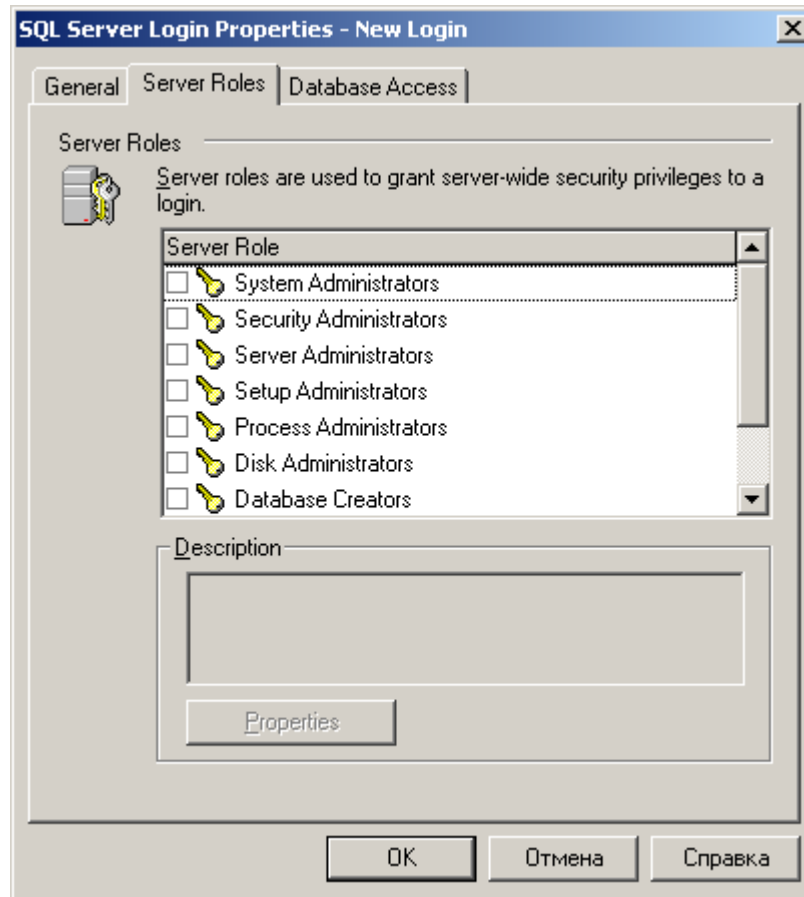 SQL Server Login Properties - New Login
General Server Roles Database Access
Server Roles
Server roles are used to grant server-wide security privileges to a
login.
Server Role
System Administrators
Security Administrators
Server Administrators
Setup Administrators
Process Administrators
Disk Administrators
Database Creators
Description
Properties
OK Отмена Справка